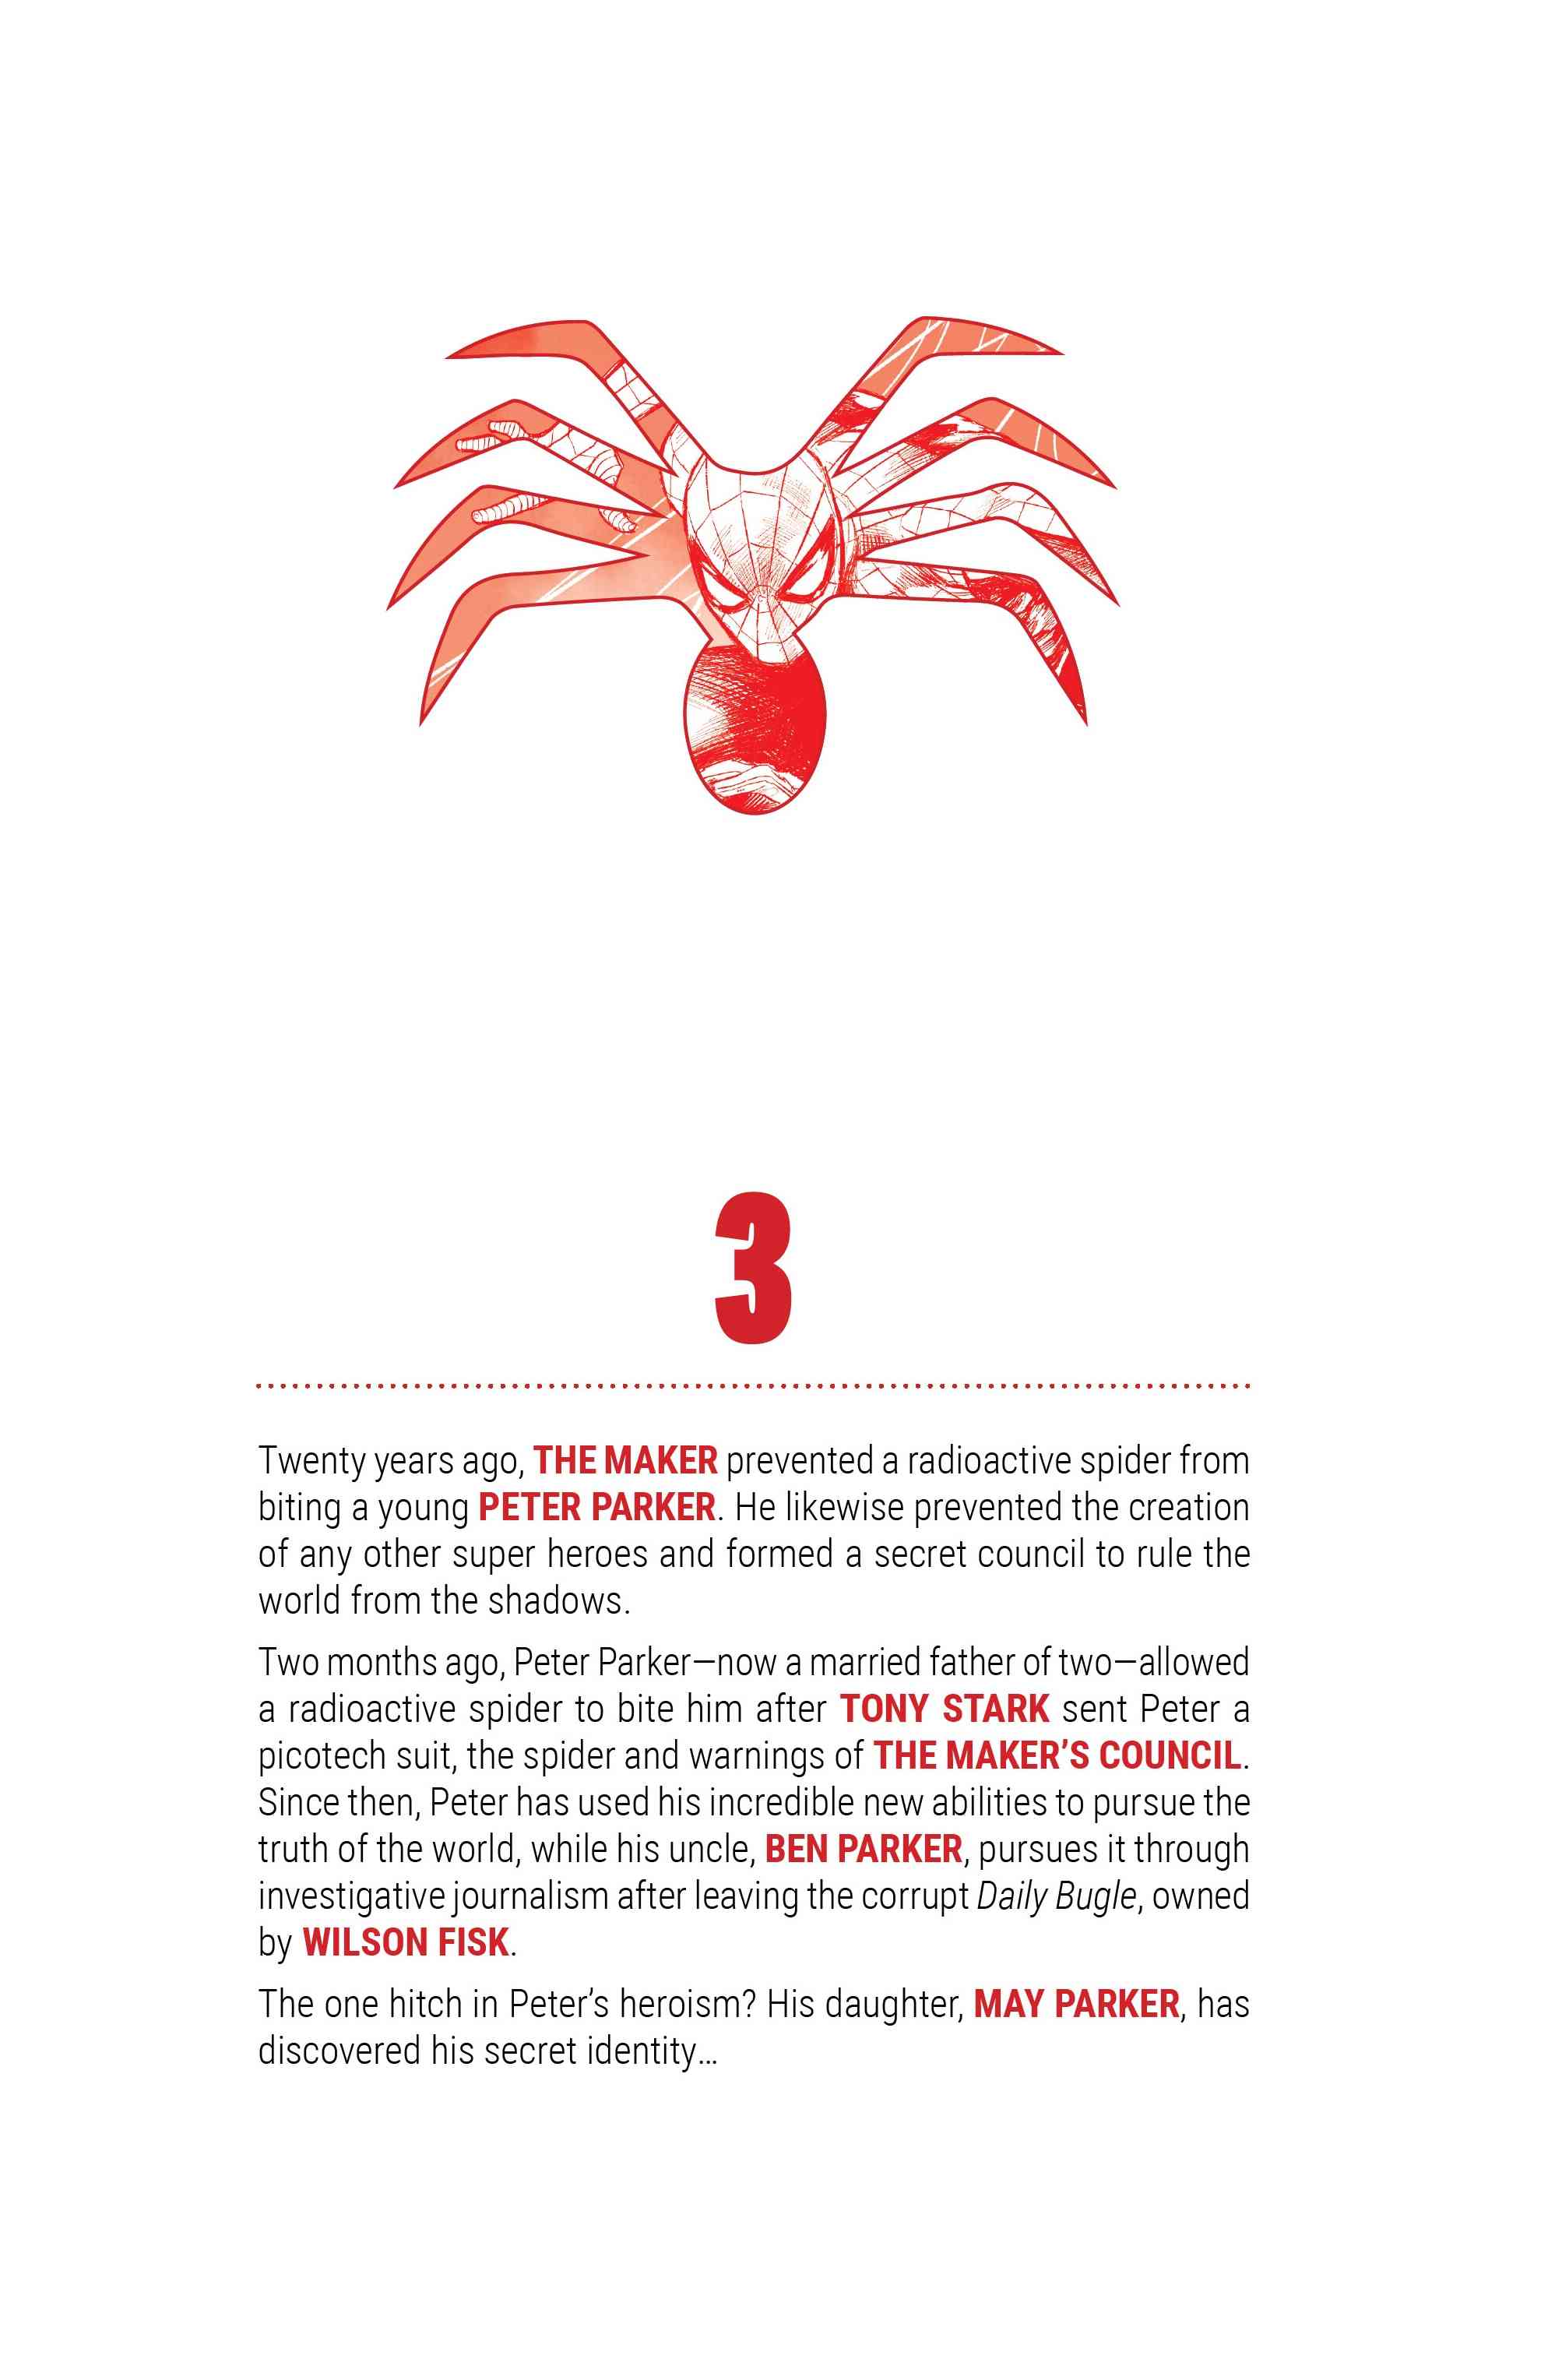 3
Twenty years ago, THE MAKER prevented a radioactive spider from
biting a young PETER PARKER. He likewise prevented the creation
of any other super heroes and formed a secret council to rule the
world from the shadows.
Two months ago, Peter Parker—now a married father of two—allowed
a radioactive spider to bite him after TONY STARK sent Peter a
picotech suit, the spider and warnings of THE MAKER’S COUNCIL.
Since then, Peter has used his incredible new abilities to pursue the
truth of the world, while his uncle, BEN PARKER, pursues it through
investigative journalism after leaving the corrupt Daily Bugle, owned
by WILSON FISK.
The one hitch in Peter’s heroism? His daughter, MAY PARKER, has
discovered his secret identity…